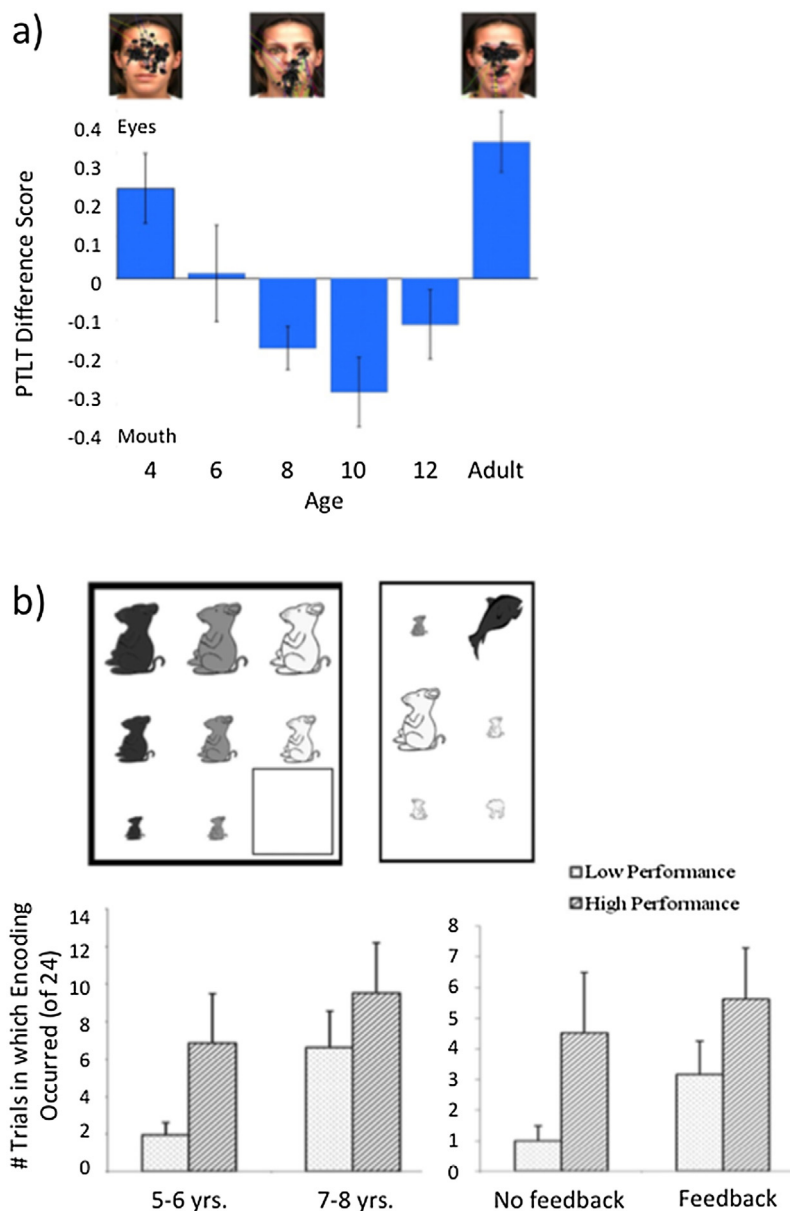 a)
Eyes
0.4
0.3
0.2
0.1
0
-0.1
-0.2
-0.3
-0.4
PTLT Difference Score
Mouth
4 6 8 10 12 Adult
Age
b)
Low Performance
High Performance
# Trials in which Encoding
Occurred (of 24)
14
12
10
8
6
4
2
0
5-6 yrs. 7-8 yrs.
8
7
6
5
4
3
2
1
0
No feedback Feedback